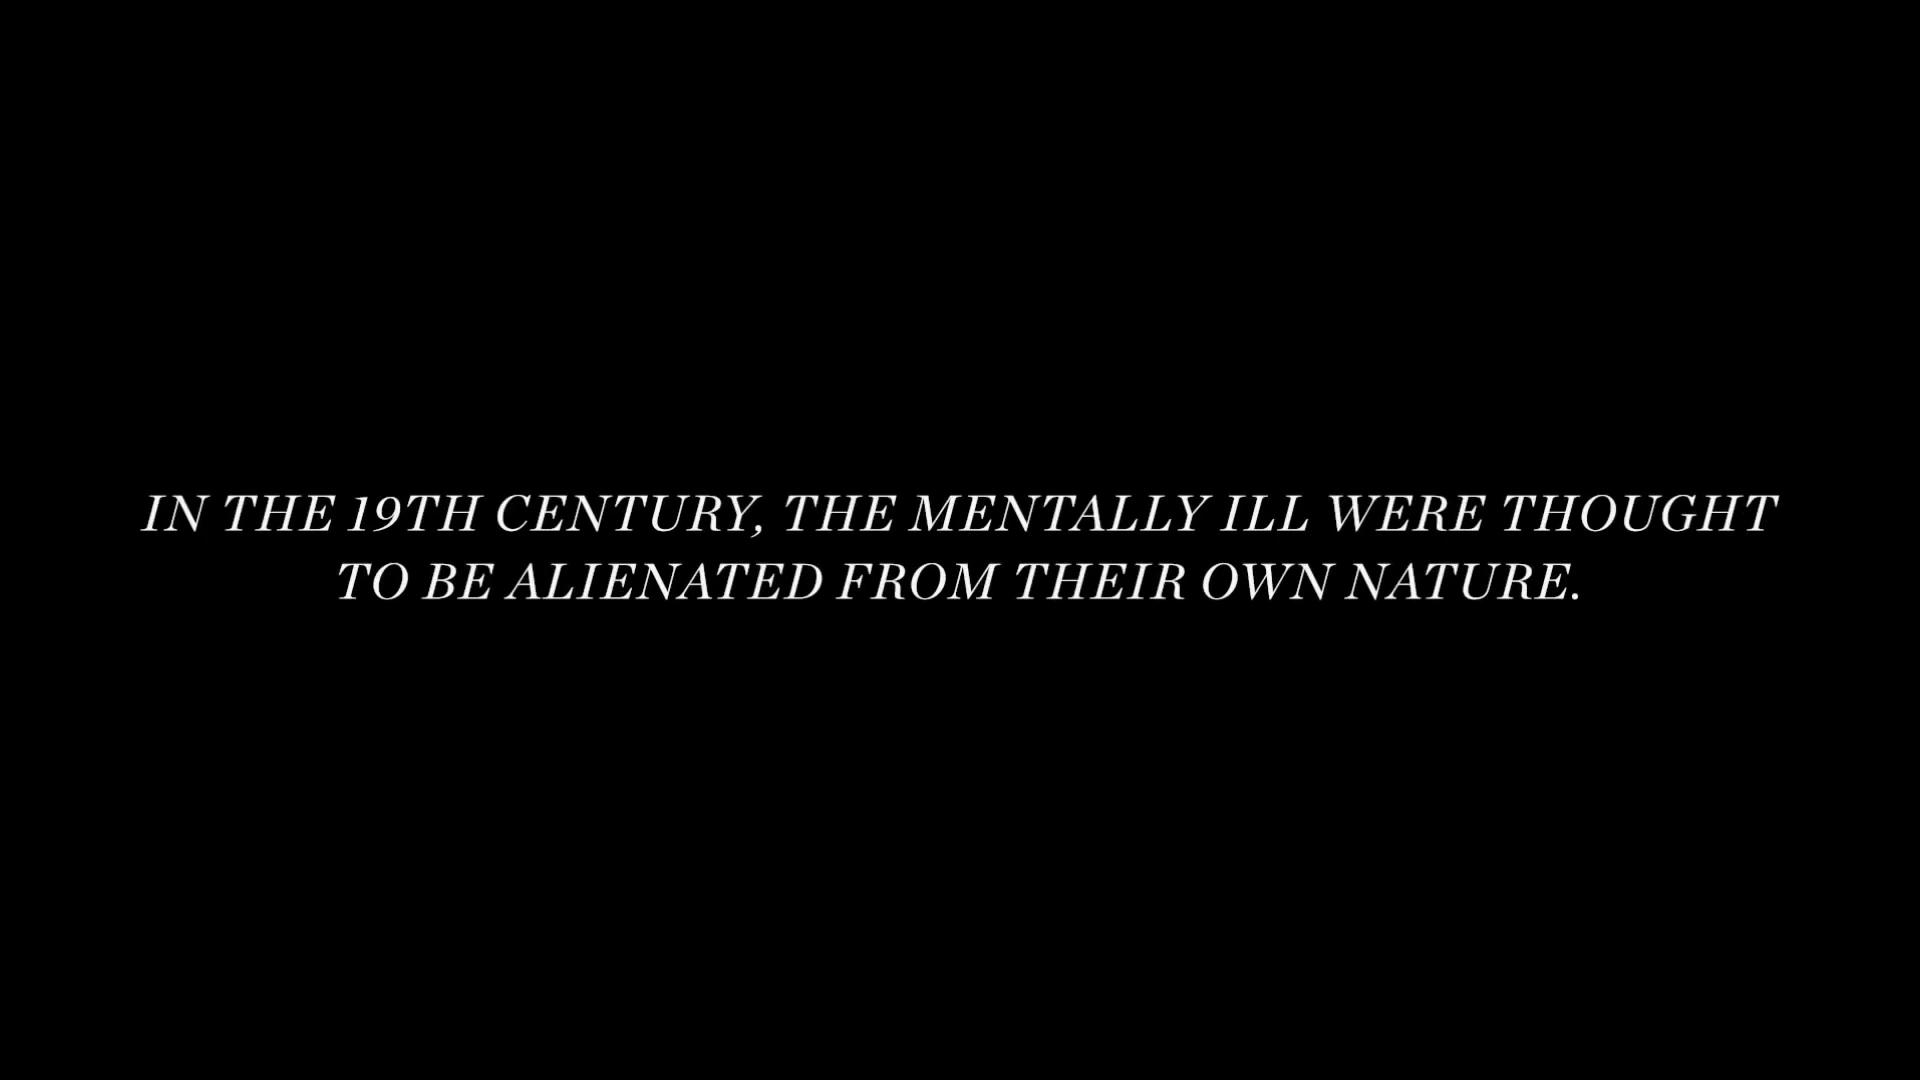 IN THE 19TH CENTURY, THE MENTALLY ILL WERE THOUGHT
TO BE ALIENATED FROM THEIR OWN NATURE.